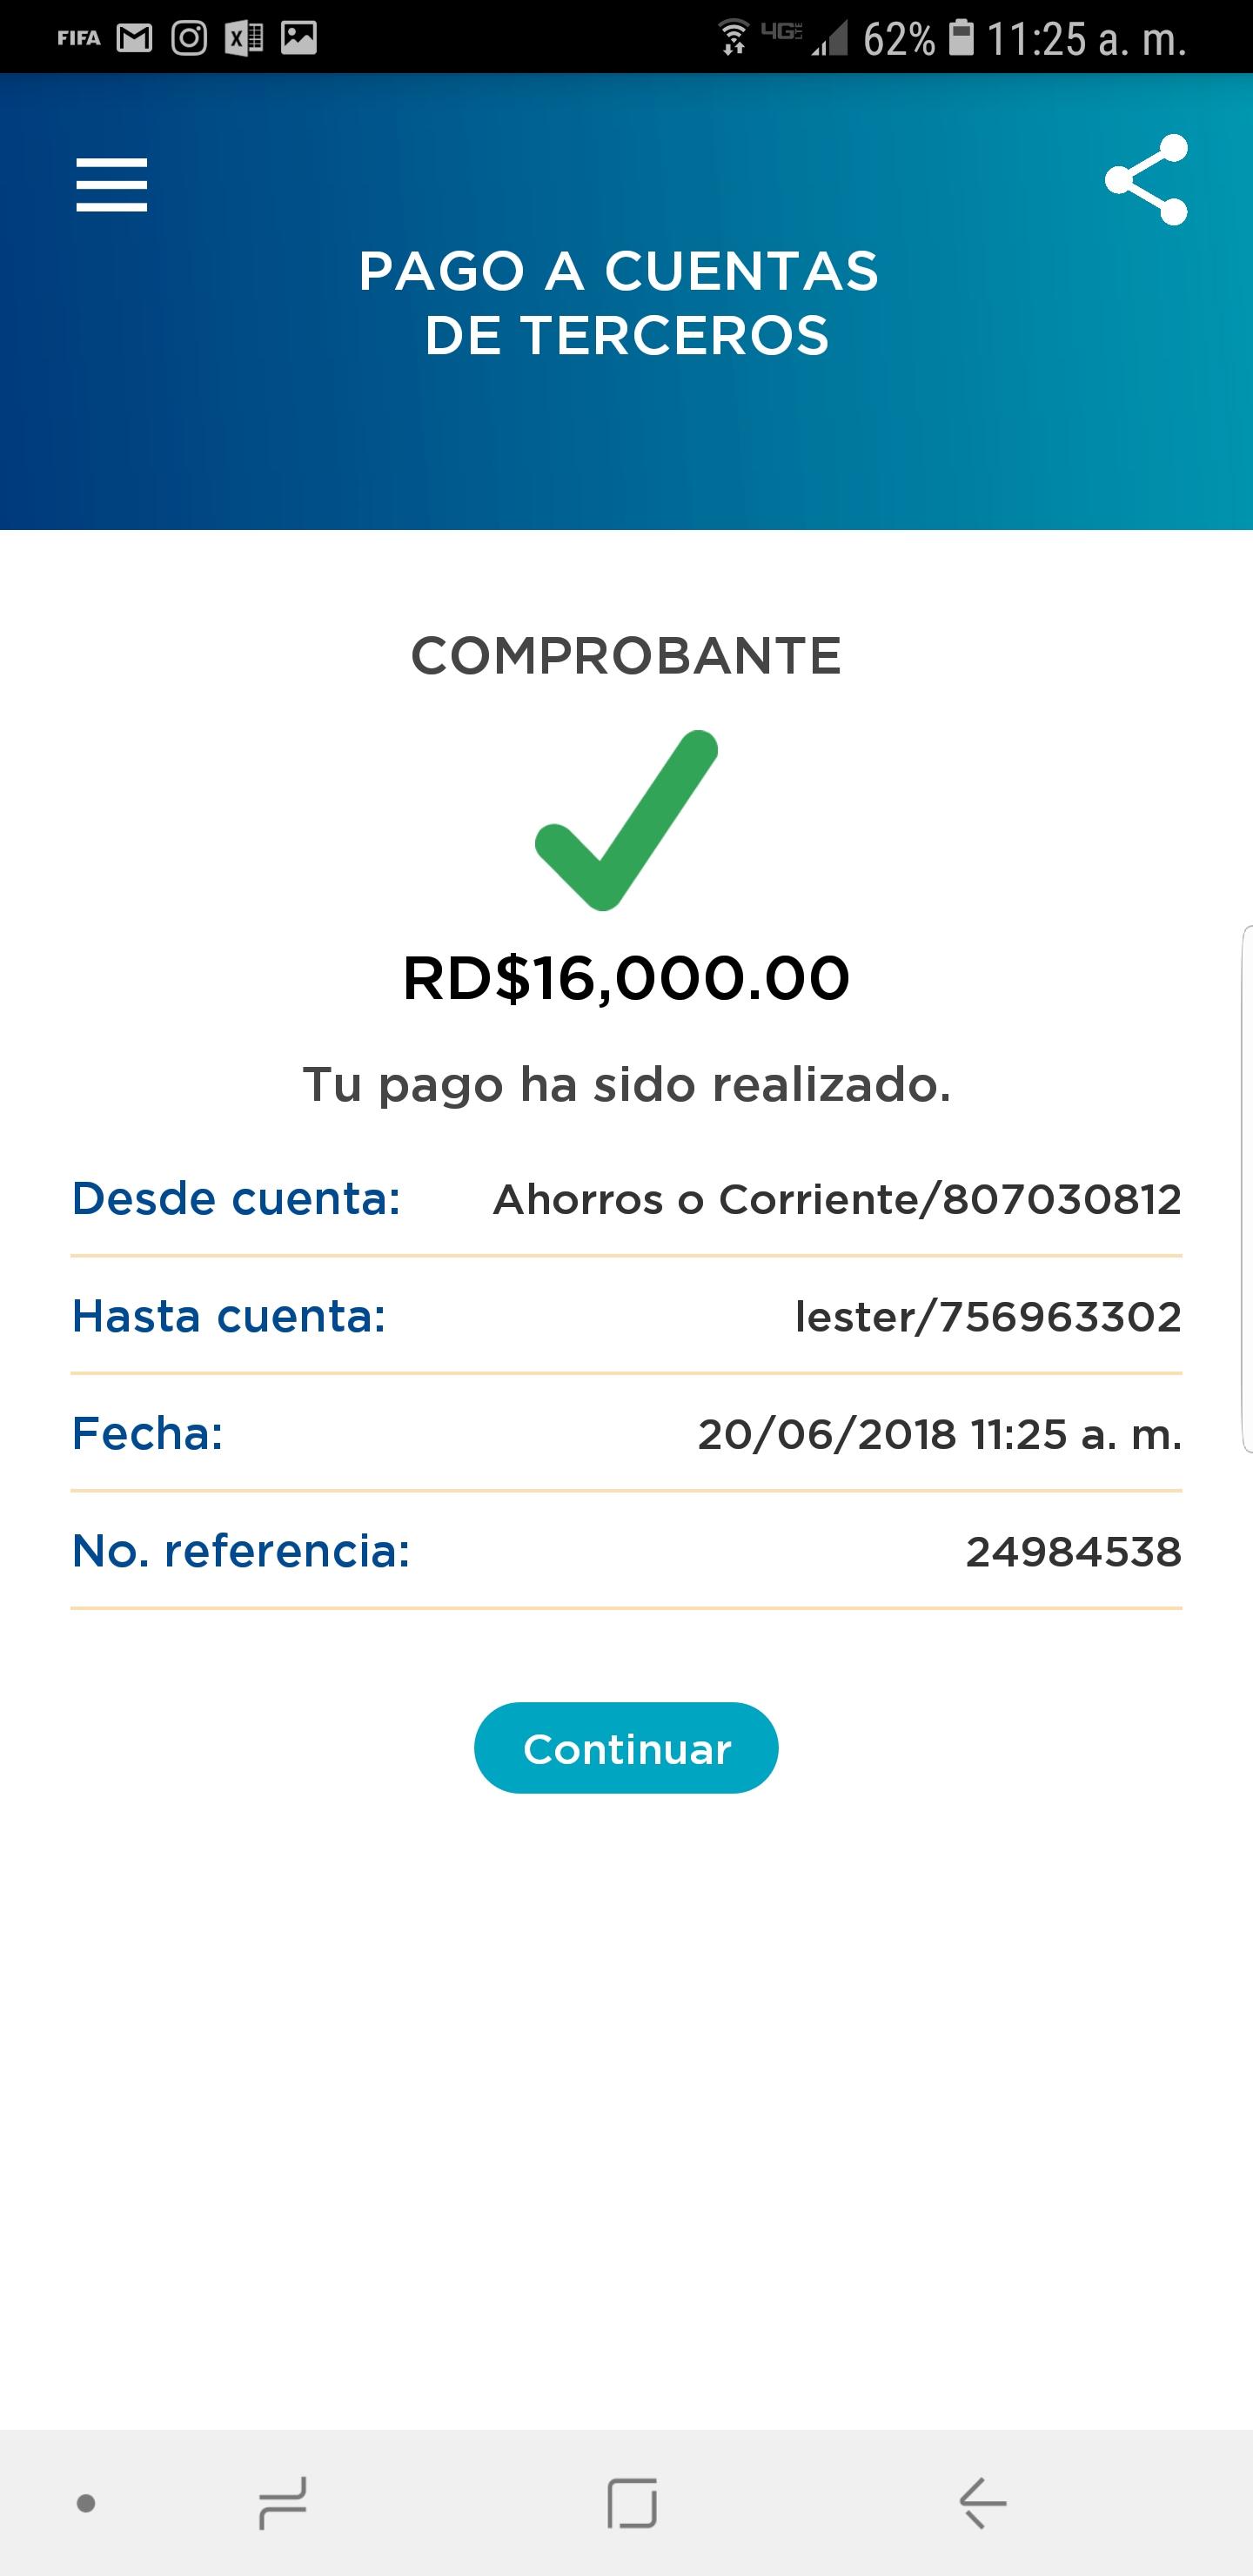 FIFA 4G LTE 62% 11:25 a. m.
PAGO A CUENTAS
DE TERCEROS
COMPROBANTE
RD$16,000.00
Tu pago ha sido realizado.
Desde cuenta: Ahorros o Corriente/807030812
Hasta cuenta: lester/756963302
Fecha: 20/06/2018 11:25 a. m.
No. referencia: 24984538
Continuar